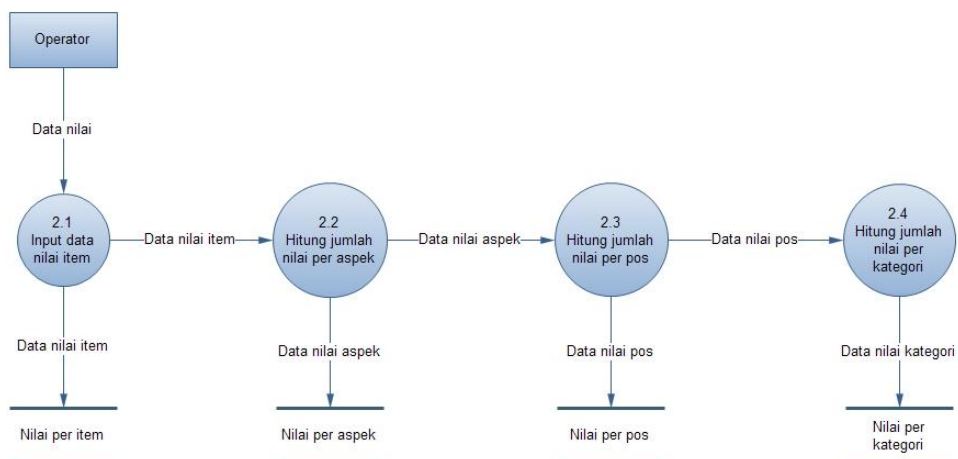 Operator
Data nilai
2.1
Input data
nilai item
Data nilai item
2.2
Hitung jumlah
nilai per aspek
Data nilai aspek
2.3
Hitung jumlah
nilai per pos
Data nilai pos
2.4
Hitung jumlah
nilai per
kategori
Data nilai item
Data nilai aspek
Data nilai pos
Data nilai kategori
Nilai per item
Nilai per aspek
Nilai per pos
Nilai per
kategori